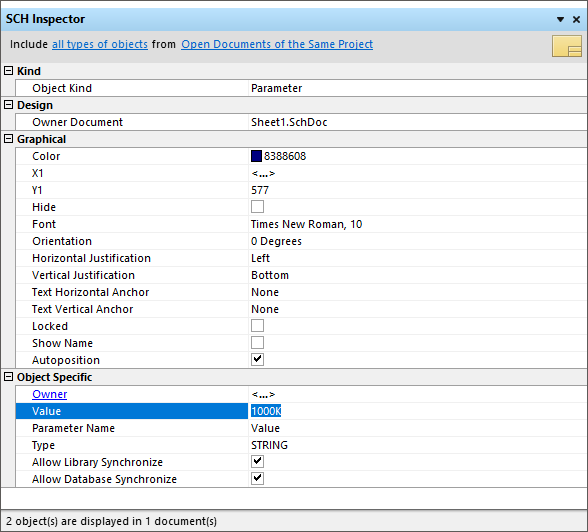 SCH Inspector
Include all types of objects from Open Documents of the Same Project
Kind
Object Kind Parameter
Design
Owner Document Sheet1.SchDoc
Graphical
Color 8388608
X1 <...>
Y1 577
Hide
Font Times New Roman, 10
Orientation 0 Degrees
Horizontal Justification Left
Vertical Justification Bottom
Text Horizontal Anchor None
Text Vertical Anchor None
Locked
Show Name
Autoposition
Object Specific
Owner <...>
Value 1000K
Parameter Name Value
Type STRING
Allow Library Synchronize
Allow Database Synchronize
2 object(s) are displayed in 1 document(s)